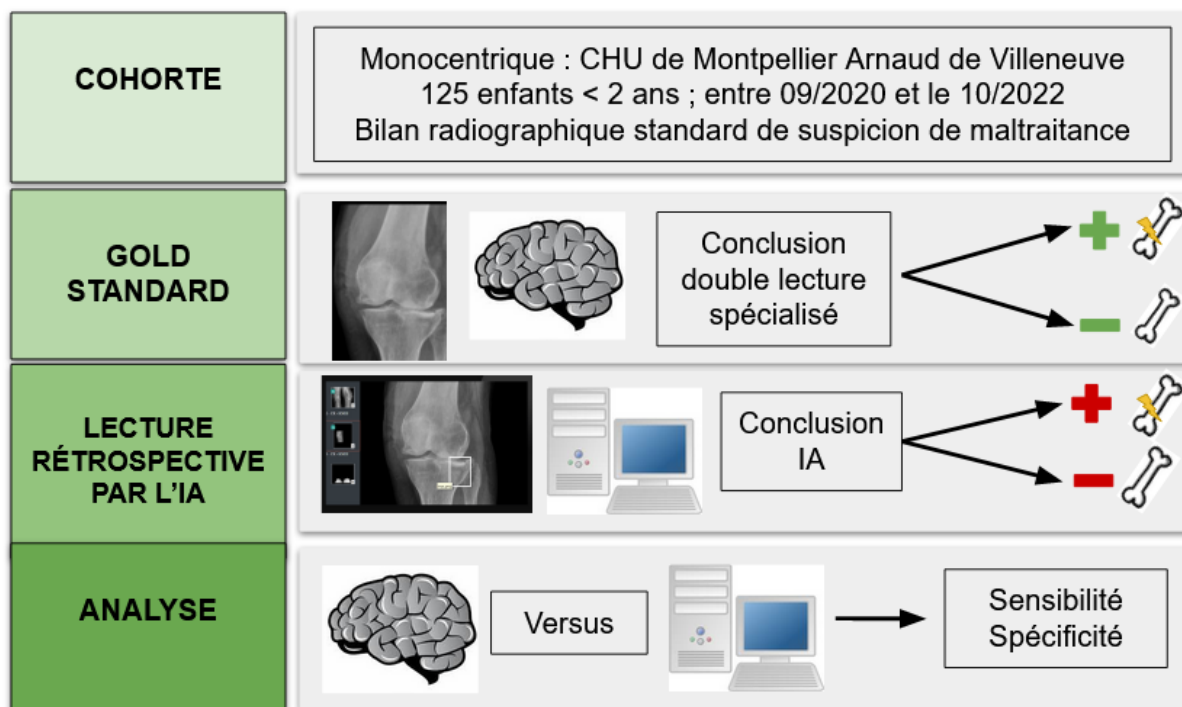 COHORTE
Monocentrique : CHU de Montpellier Arnaud de Villeneuve
125 enfants < 2 ans ; entre 09/2020 et le 10/2022
Bilan radiographique standard de suspicion de maltraitance
GOLD
STANDARD
Conclusion
double lecture
spécialisé
LECTURE
RÉTROSPECTIVE
PAR L'IA
Conclusion
IA
ANALYSE
Versus
Sensibilité
Spécificité